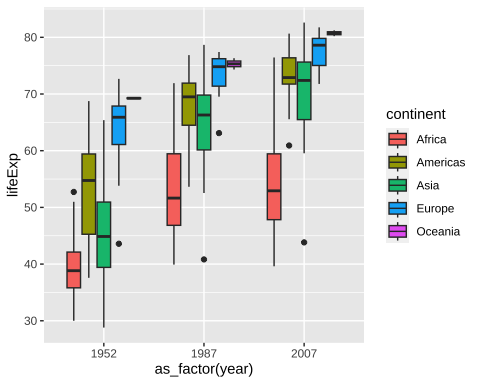 80
70
60
50
40
30
lifeExp
1952
1987
2007
as_factor(year)
continent
Africa
Americas
Asia
Europe
Oceania